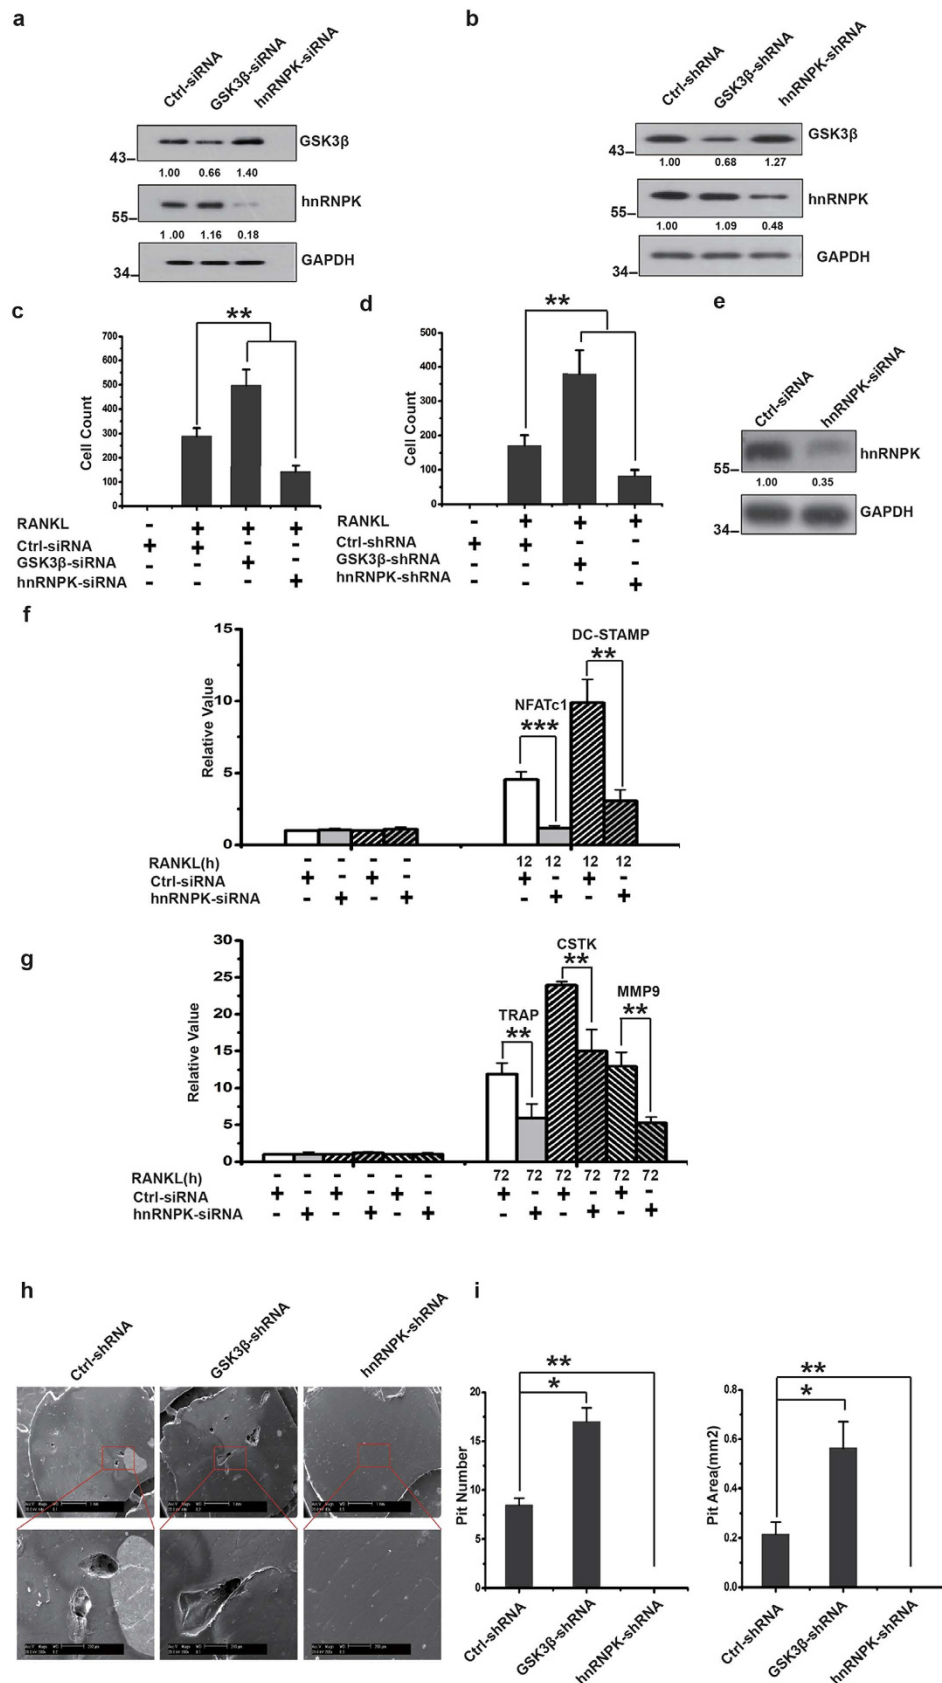 a
Ctrl-siRNA
GSK3β-siRNA
hnRNPK-siRNA
GSK3β
43
1.00 0.66 1.40
hnRNPK
55
1 .00 1.16 0.18
GAPDH
34
b
Ctrl-shRNA
GSK3β-shRNA
hnRNPK-shRNA
GSK3β
43
1.00 0.68 1.27
hnRNPK
55
1.00 1.09 0.48
GAPDH
34
c
**
700
600
500
400
300
200
100
0
Cell Count
RANKL - + + +
Ctrl-siRNA + + - -
GSK3β-siRNA - - + -
hnRNPK-siRNA - - - +
d
**
500
400
300
200
100
0
Cell Count
RANKL - + + +
Ctrl-shRNA + + - -
GSK3β-shRNA - - + -
hnRNPK-shRNA - - - +
e
Ctrl-siRNA
hnRNPK-siRNA
hnRNPK
55
1.00 0.35
GAPDH
34
f
15
10
5
0
Relative Value
NFATc1
***
DC-STAMP
**
RANKL(h) - - - - 12 12 12 12
Ctrl-siRNA + - + - + - + -
hnRNPK-siRNA - + - + - + - +
g
30
25
20
15
10
5
0
Relative Value
TRAP
**
CSTK
**
MMP9
**
RANKL(h) - - - - - - 72 72 72 72 72 72
Ctrl-siRNA + - + - + - + - + - + -
hnRNPK-siRNA - + - + - + - + - + - +
h
Ctrl-shRNA
GSK3β-shRNA
hnRNPK-shRNA
i
**
*
20
15
10
5
0
Pit Number
Ctrl-shRNA
GSK3β-shRNA
hnRNPK-shRNA
**
*
0.8
0.6
0.4
0.2
0.0
Pit Area(mm2)
Ctrl-shRNA
GSK3β-shRNA
hnRNPK-shRNA